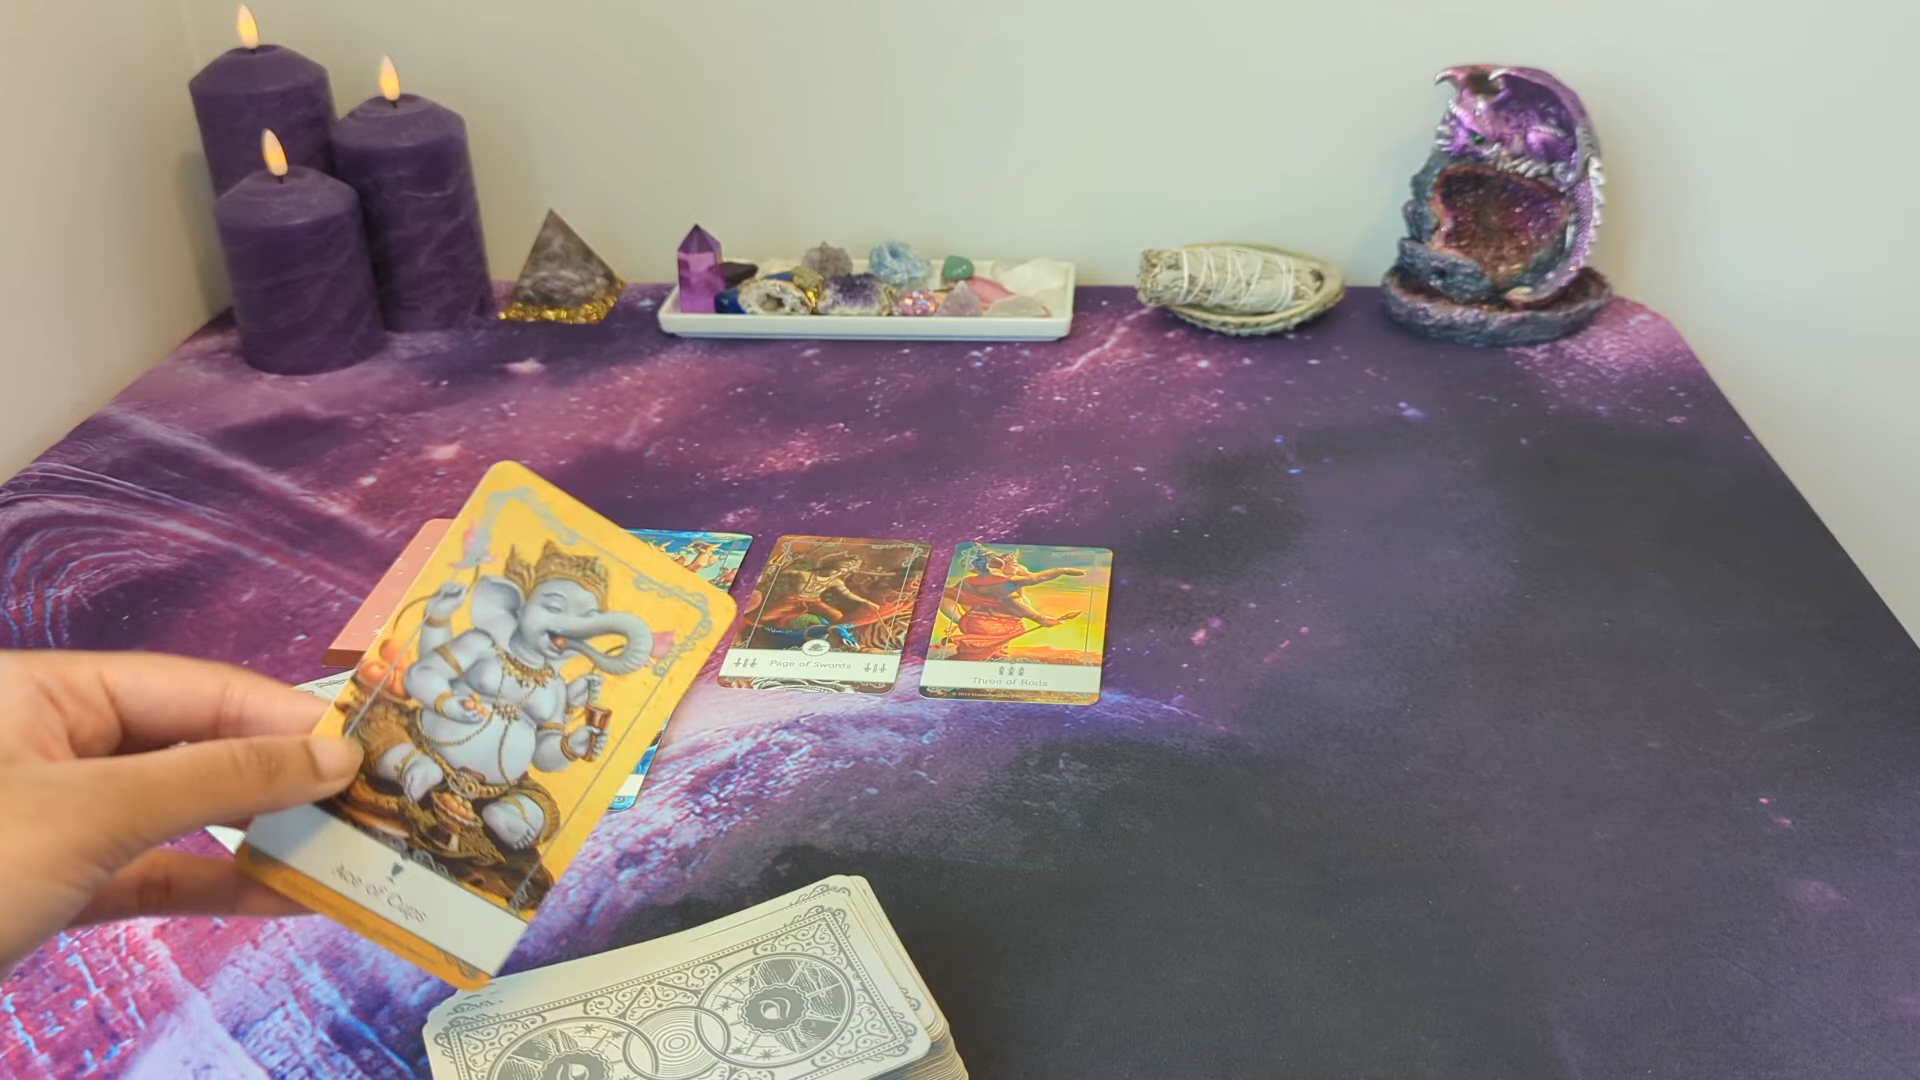 Page of Swords
Three of Rods
Ace of Cups